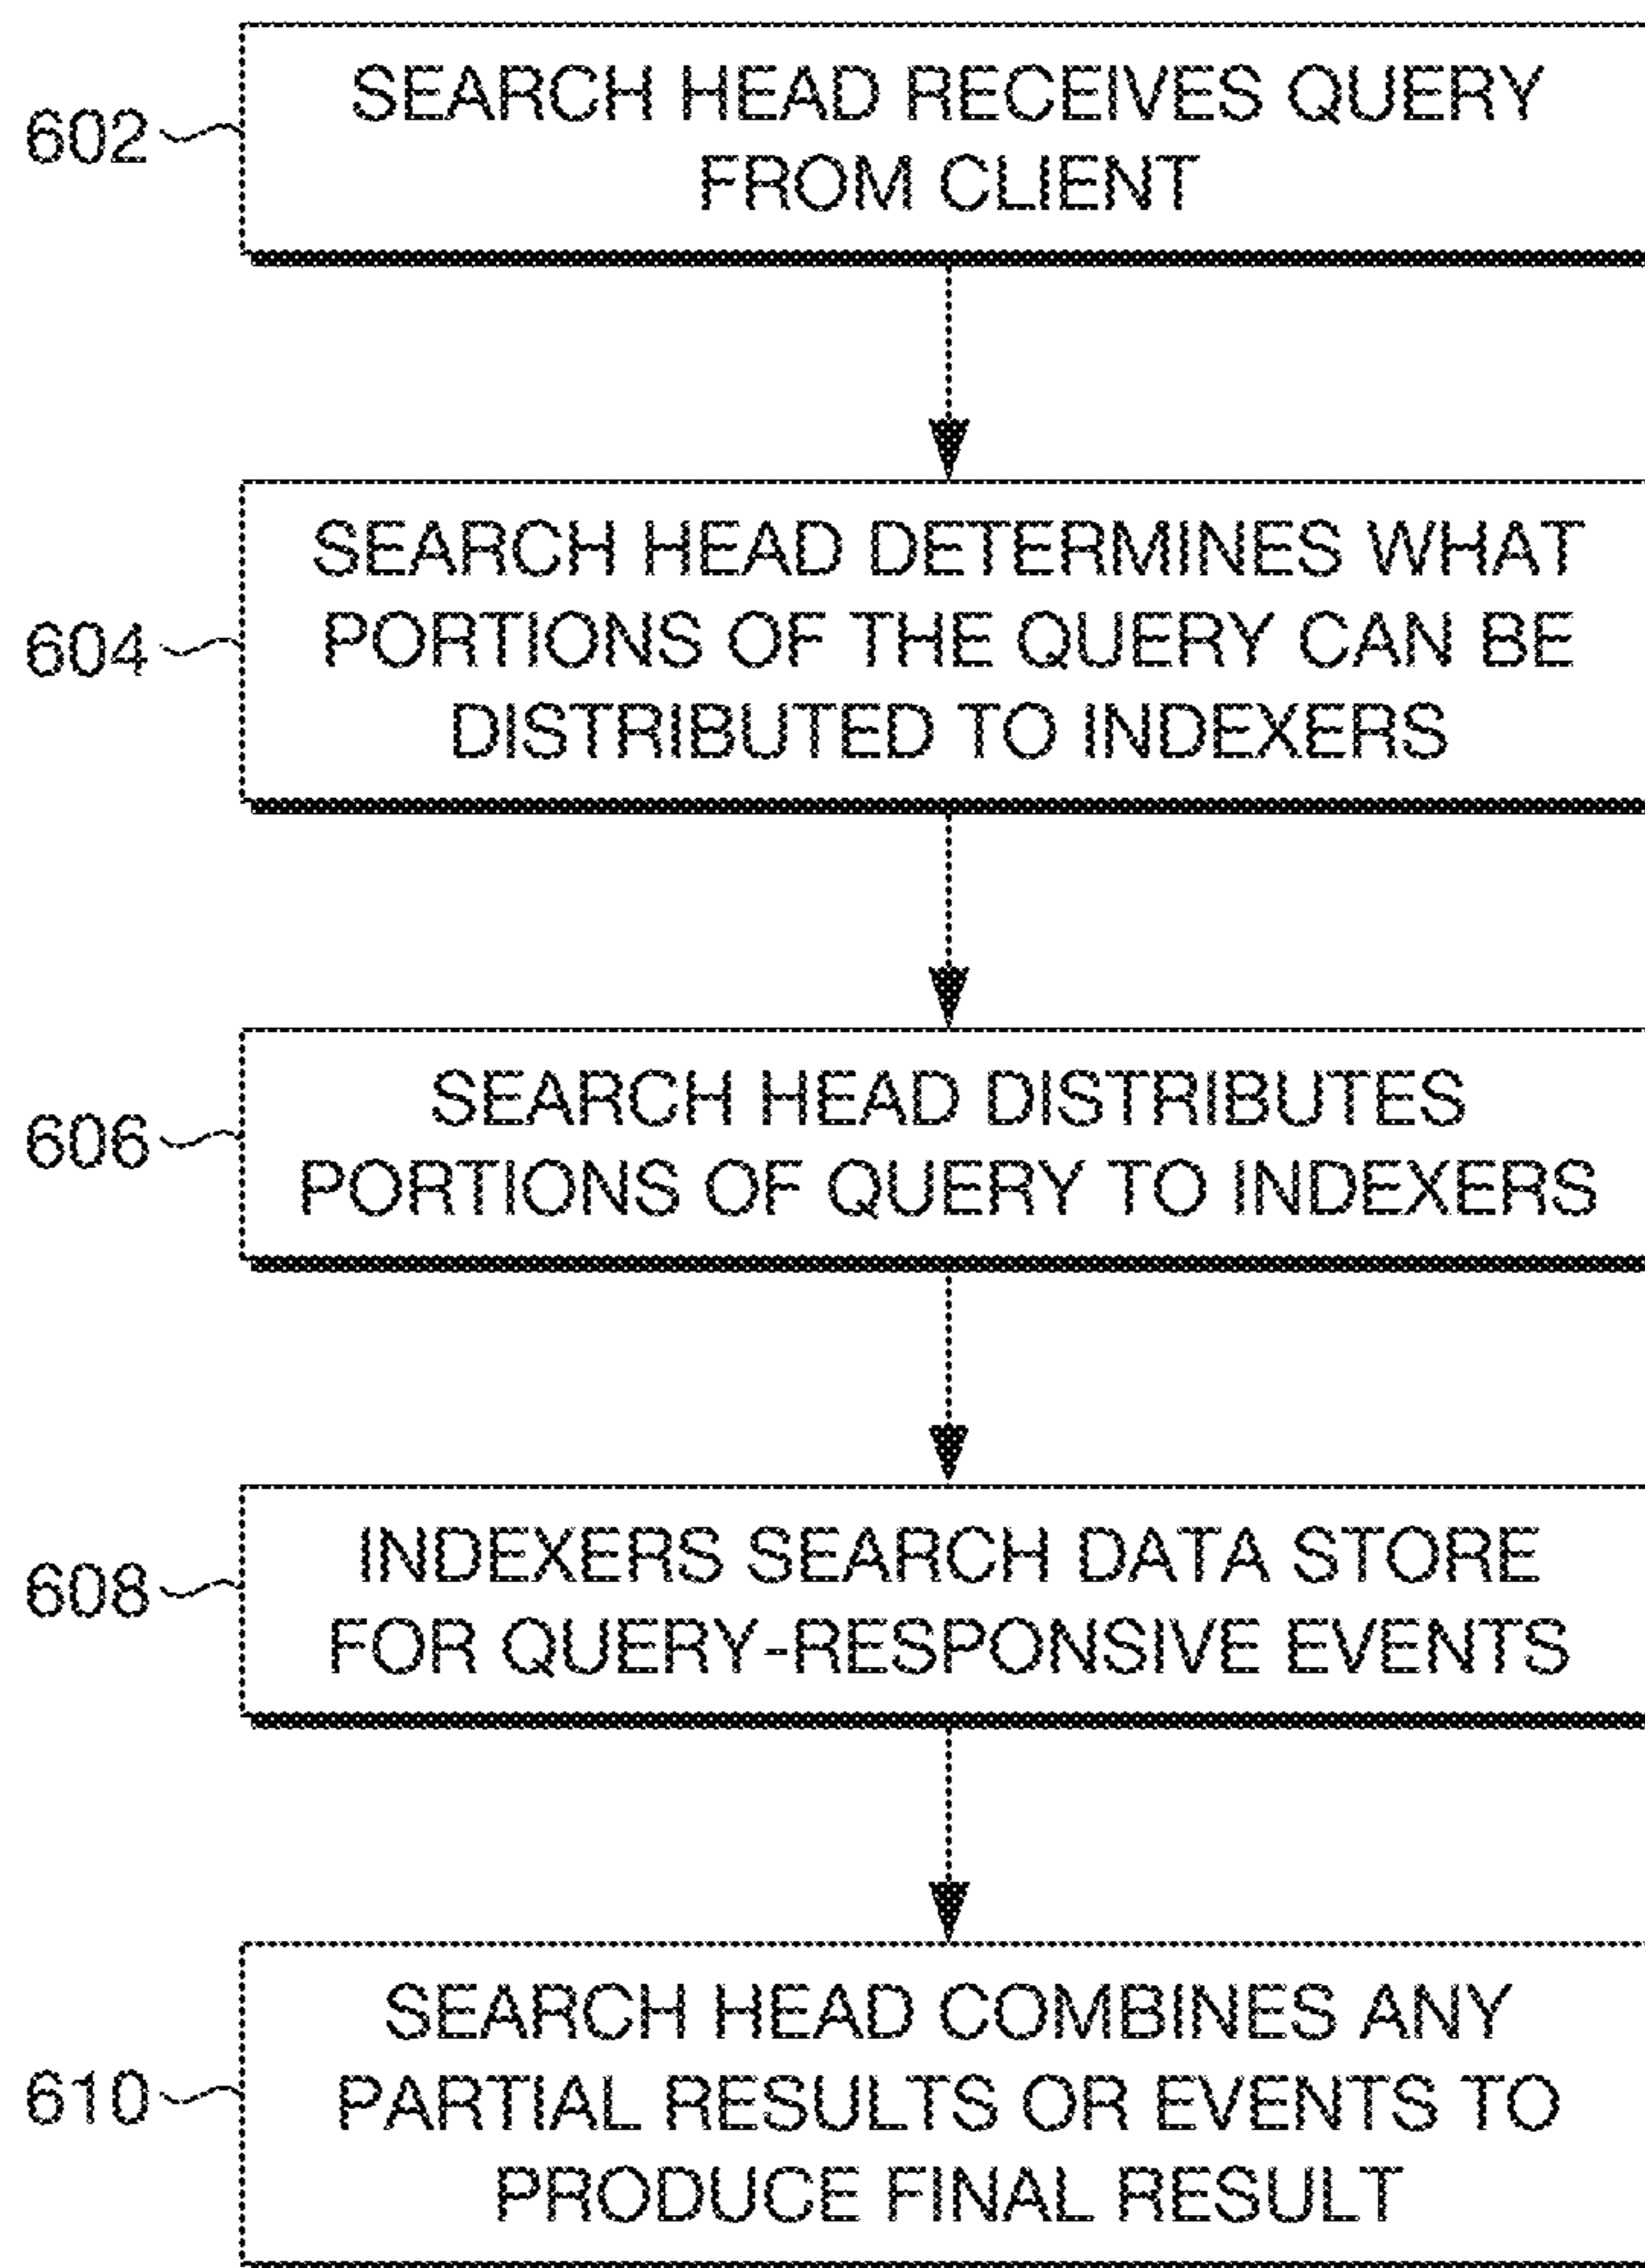 602
SEARCH HEAD RECEIVES QUERY
FROM CLIENT
604
SEARCH HEAD DETERMINES WHAT
PORTIONS OF THE QUERY CAN BE
DISTRIBUTED TO INDEXERS
606
SEARCH HEAD DISTRIBUTES
PORTIONS OF QUERY TO INDEXERS
608
INDEXERS SEARCH DATA STORE
FOR QUERY-RESPONSIVE EVENTS
610
SEARCH HEAD COMBINES ANY
PARTIAL RESULTS OR EVENTS TO
PRODUCE FINAL RESULT